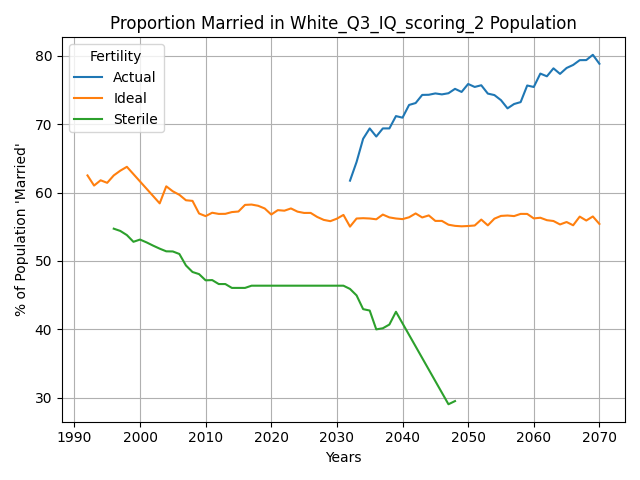 Proportion Married in White_Q3_IQ_scoring_2 Population
Fertility
Actual
Ideal
Sterile
% of Population 'Married'
80
70
60
50
40
30
1990
2000
2010
2020
2030
2040
2050
2060
2070
Years